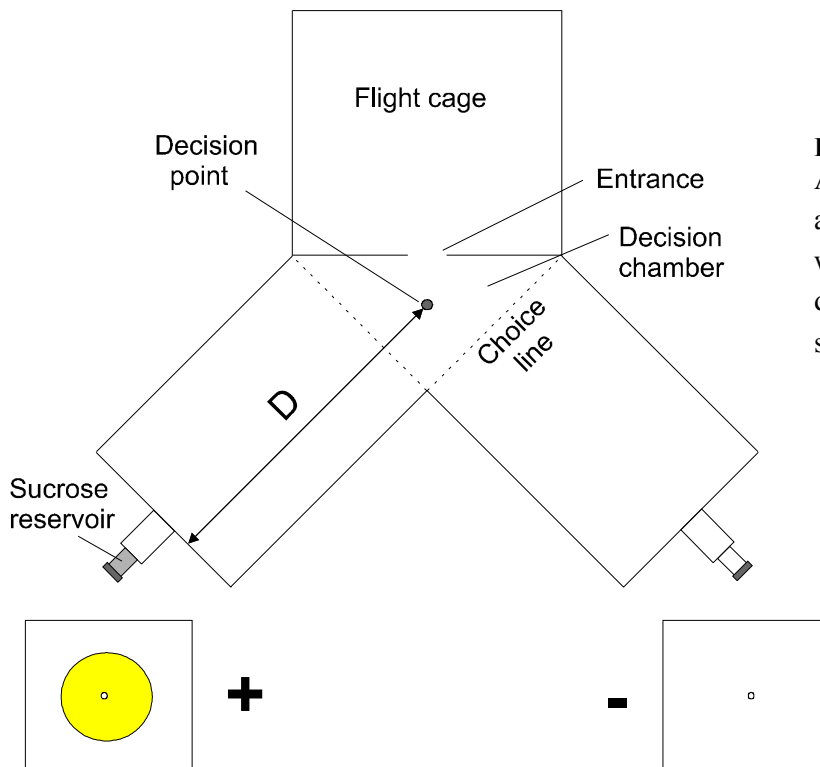 Flight cage
Decision
point
Entrance
Decision
chamber
Choice
line
D
Sucrose
reservoir
+
-